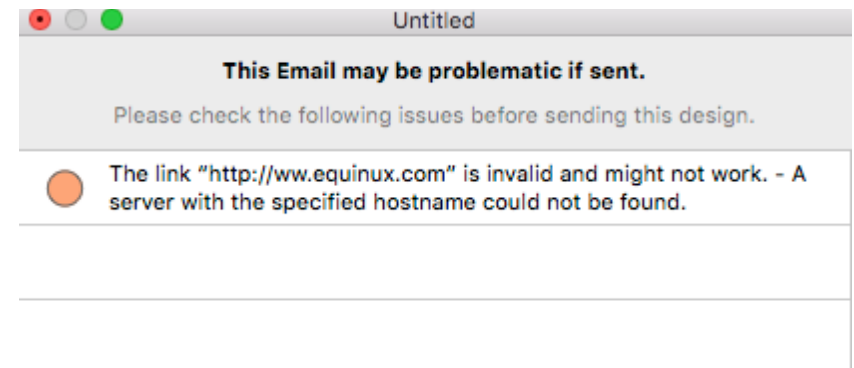 Untitled
This Email may be problematic if sent.
Please check the following issues before sending this design.
The link “http://ww.equinux.com” is invalid and might not work. - A
server with the specified hostname could not be found.